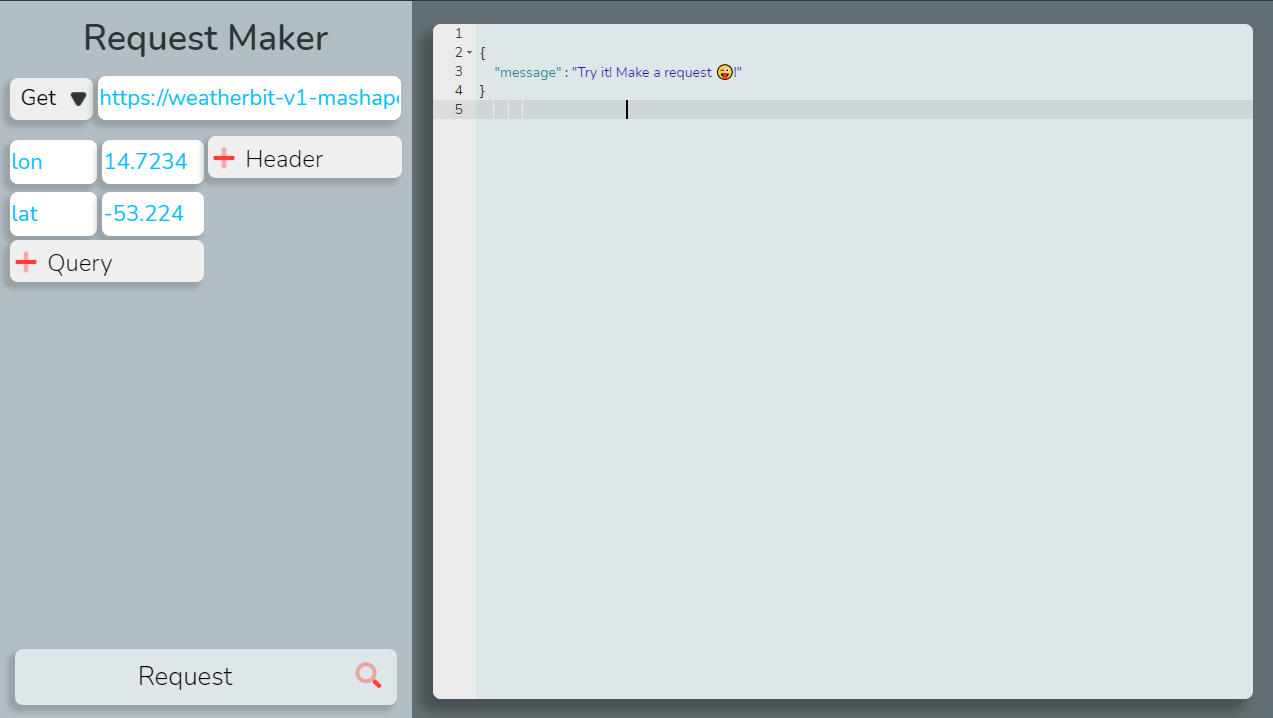 Request Maker
Get
https://weatherbit-v1-mashape
lon
14.7234
Header
lat
-53.224
Query
Request
1
2 {
3 "message" : "Try it! Make a request 😜!"
4 }
5